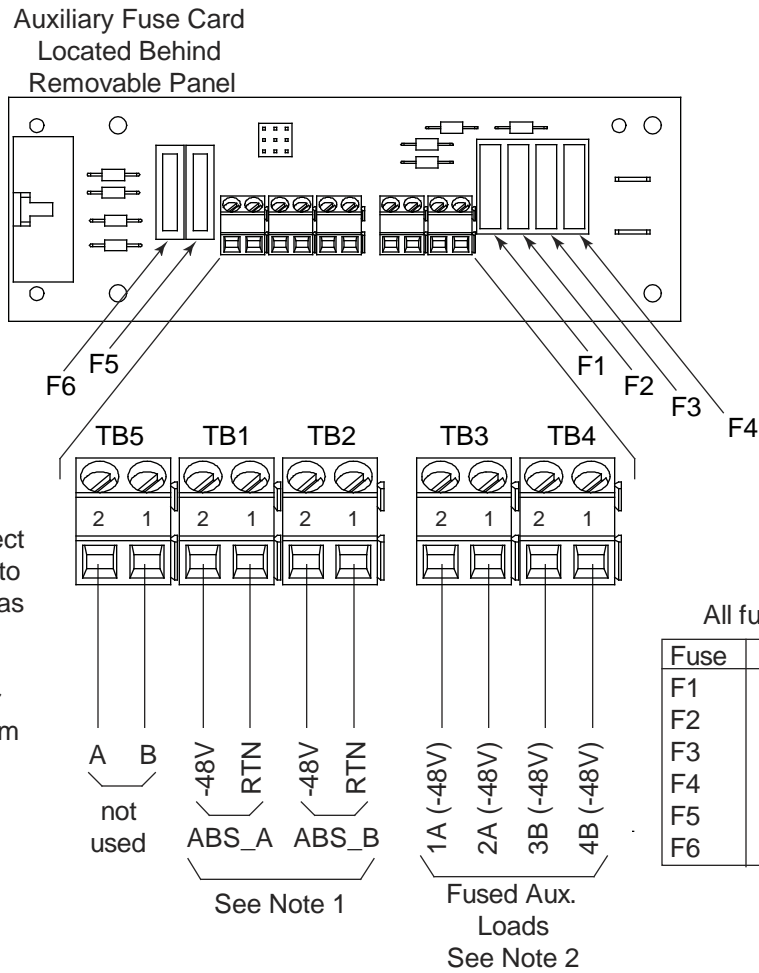 Auxiliary Fuse Card
Located Behind
Removable Panel
F6
F5
F1
F2
F3
F4
TB5 TB1 TB2 TB3 TB4
2 1 2 1 2 1 2 1 2 1
ect
to
as
m
A B -48V RTN -48V RTN 1A (-48V) 2A (-48V) 3B (-48V) 4B (-48V)
not
used
ABS_A ABS_B
See Note 1
Fused Aux.
Loads
See Note 2
All fu
Fuse
F1
F2
F3
F4
F5
F6